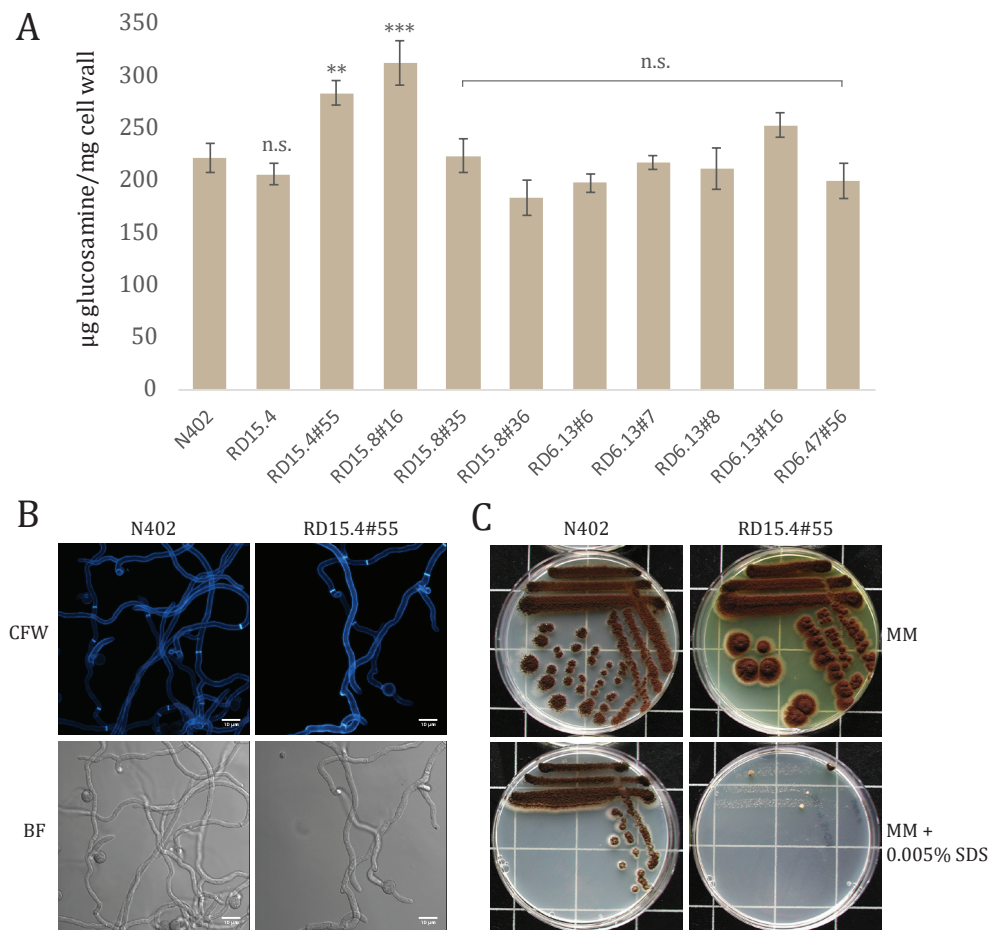 A
µg glucosamine/mg cell wall
350
300
250
200
150
100
50
0
n.s.
**
***
n.s.
N402
RD15.4
RD15.4#55
RD15.8#16
RD15.8#35
RD15.8#36
RD6.13#6
RD6.13#7
RD6.13#8
RD6.13#16
RD6.47#56
B
N402
RD15.4#55
CFW
10 µm
10 µm
BF
10 µm
10 µm
C
N402
RD15.4#55
MM
MM +
0.005% SDS